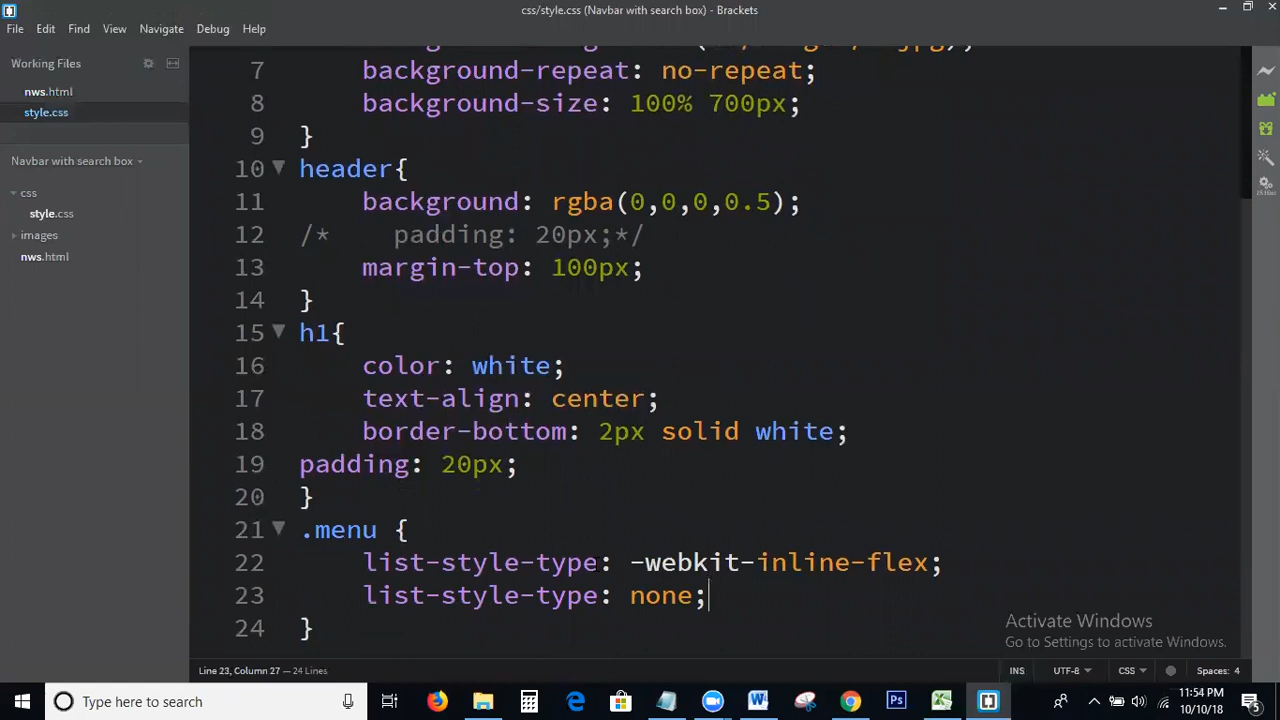 css/style.css (Navbar with search box) - Brackets
File Edit Find View Navigate Debug Help
Working Files
nws.html
style.css
Navbar with search box
css
style.css
images
nws.html
7 background-repeat: no-repeat;
8 background-size: 100% 700px;
9 }
10 header{
11 background: rgba(0,0,0,0.5);
12 /* padding: 20px;*/
13 margin-top: 100px;
14 }
15 h1{
16 color: white;
17 text-align: center;
18 border-bottom: 2px solid white;
19 padding: 20px;
20 }
21 .menu {
22 list-style-type: -webkit-inline-flex;
23 list-style-type: none;
24 }
Activate Windows
Go to Settings to activate Windows.
Line 23, Column 27 — 24 Lines
INS UTF-8 CSS Spaces: 4
Type here to search
11:54 PM
10/10/18
5